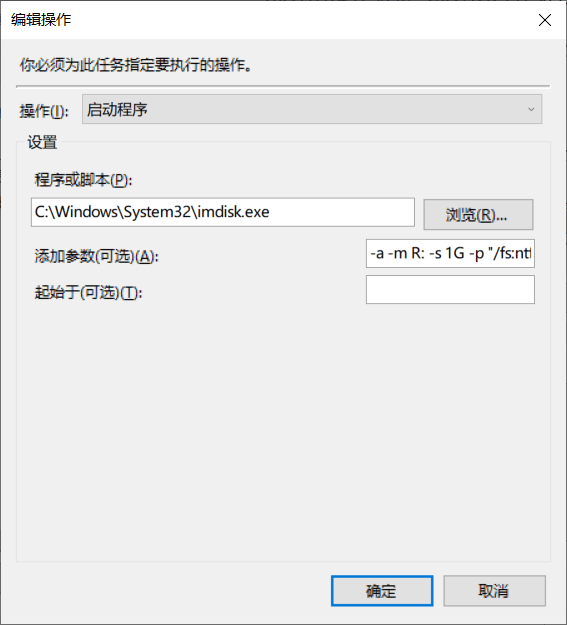 编辑操作
你必须为此任务指定要执行的操作。
操作(I): 启动程序
设置
程序或脚本(P):
C:\Windows\System32\imdisk.exe 浏览(R)...
添加参数(可选)(A): -a -m R: -s 1G -p "/fs:ntf
起始于(可选)(T):
确定 取消